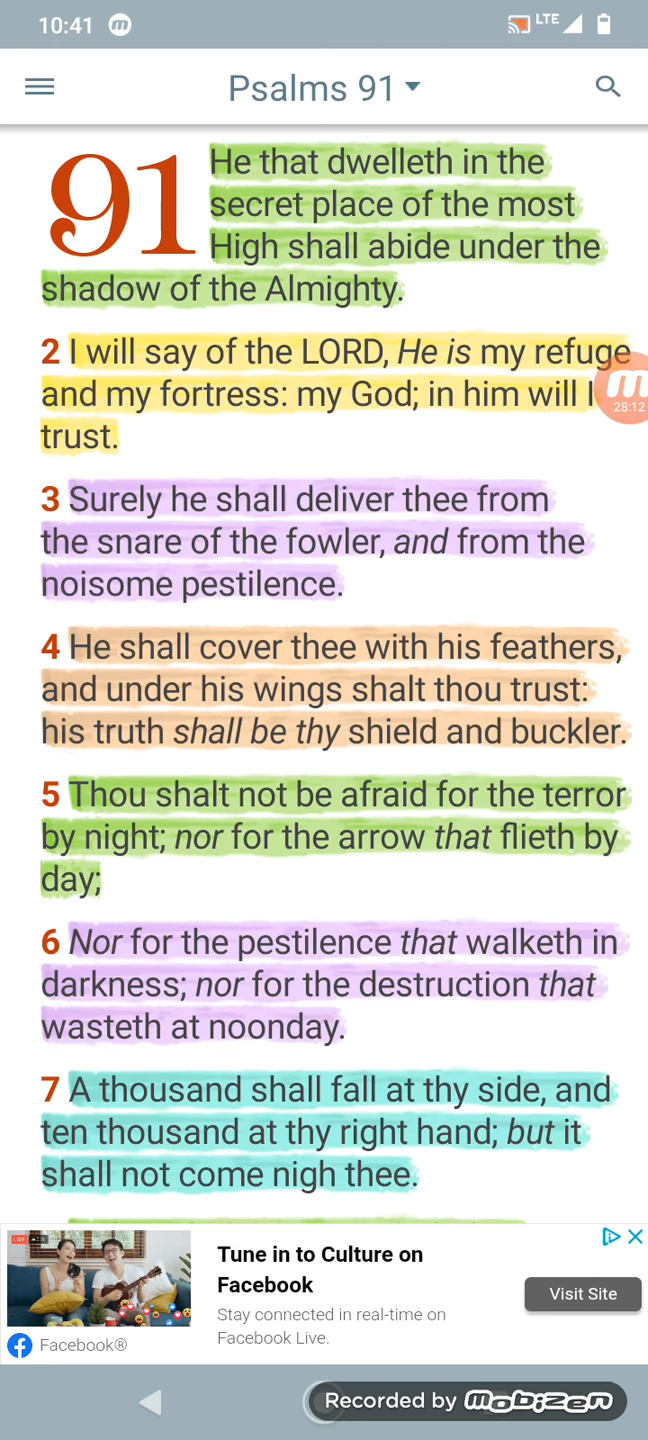 10:41
LTE
Psalms 91
91 He that dwelleth in the
secret place of the most
High shall abide under the
shadow of the Almighty.
2 I will say of the LORD, He is my refuge
and my fortress: my God; in him will I
trust.
28:12
3 Surely he shall deliver thee from
the snare of the fowler, and from the
noisome pestilence.
4 He shall cover thee with his feathers,
and under his wings shalt thou trust:
his truth shall be thy shield and buckler.
5 Thou shalt not be afraid for the terror
by night; nor for the arrow that flieth by
day;
6 Nor for the pestilence that walketh in
darkness; nor for the destruction that
wasteth at noonday.
7 A thousand shall fall at thy side, and
ten thousand at thy right hand; but it
shall not come nigh thee.
LIVE
Tune in to Culture on
Facebook
Stay connected in real-time on
Facebook Live.
Visit Site
Facebook®
Recorded by mobizen